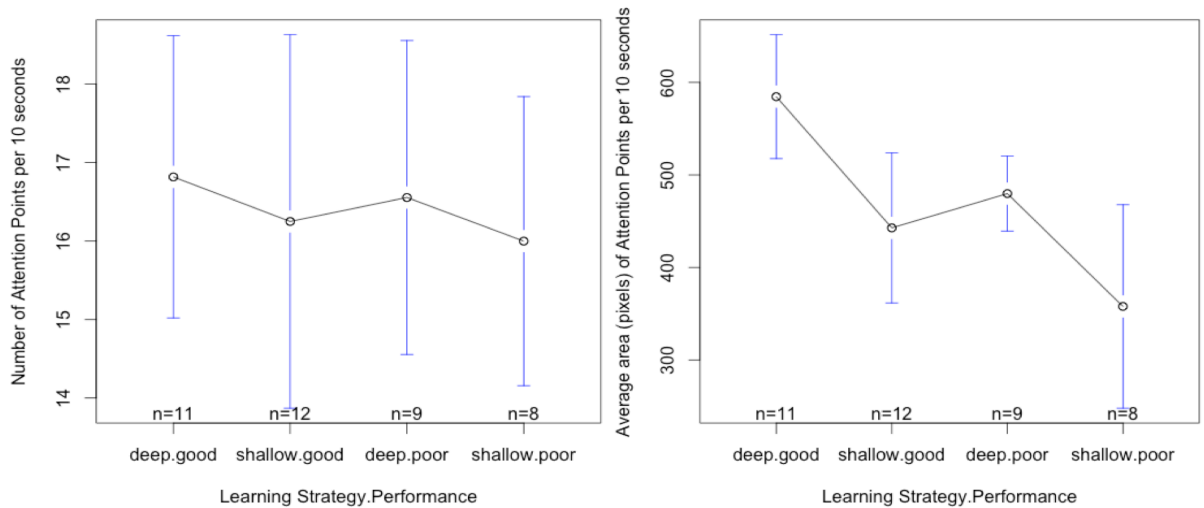 Number of Attention Points per 10 seconds
18
17
16
15
14
n=11 n=12 n=9 n=8
deep.good shallow.good deep.poor shallow.poor
Learning Strategy.Performance
Average area (pixels) of Attention Points per 10 seconds
600
500
400
300
n=11 n=12 n=9 n=8
deep.good shallow.good deep.poor shallow.poor
Learning Strategy.Performance